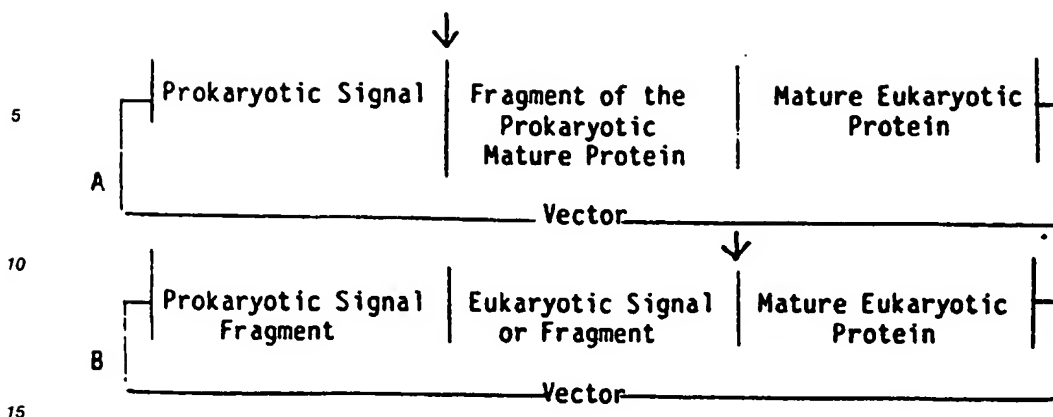 Prokaryotic Signal Fragment of the Mature Eukaryotic
5 Prokaryotic Protein
Mature Protein
A
Vector
10
Prokaryotic Signal Eukaryotic Signal Mature Eukaryotic
Fragment or Fragment Protein
B
Vector
15